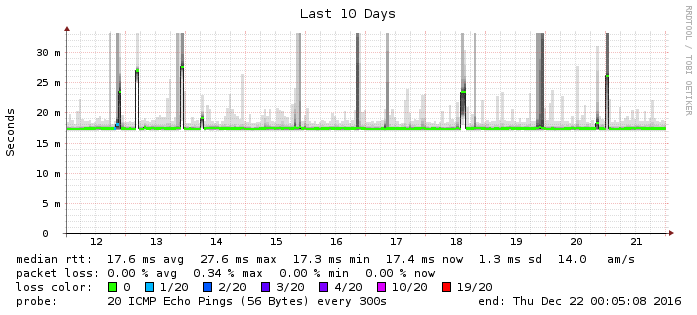 Last 10 Days
RRDTOOL / TOBI OETIKER
Seconds
30 m
25 m
20 m
15 m
10 m
5 m
0
12 13 14 15 16 17 18 19 20 21
median rtt: 17.6 ms avg 27.6 ms max 17.3 ms min 17.4 ms now 1.3 ms sd 14.0 am/s
packet loss: 0.00 % avg 0.34 % max 0.00 % min 0.00 % now
loss color: 0 1/20 2/20 3/20 4/20 10/20 19/20
probe: 20 ICMP Echo Pings (56 Bytes) every 300s end: Thu Dec 22 00:05:08 2016